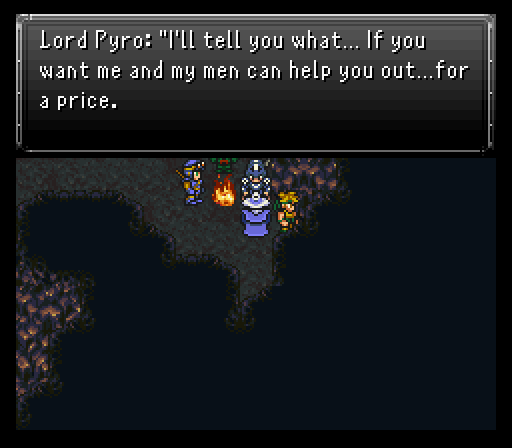 Lord Pyro: "I'll tell you what... If you
want me and my men can help you out...for
a price.